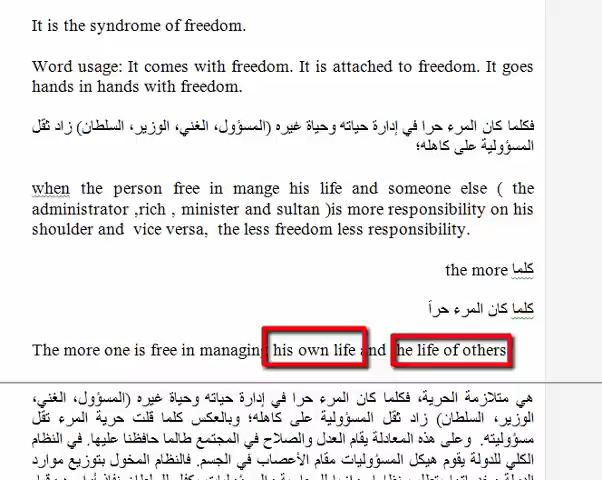 It is the syndrome of freedom.
Word usage: It comes with freedom. It is attached to freedom. It goes
hands in hands with freedom.
فكلما كان المرء حرا في إدارة حياته وحياة غيره (المسؤول، الغني، الوزير، السلطان) زاد ثقل
المسؤولية على كاهله؛
when the person free in mange his life and someone else ( the
administrator ,rich , minister and sultan )is more responsibility on his
shoulder and vice versa, the less freedom less responsibility.
كلما the more
كلما كان المرء حراً
The more one is free in managing his own life and the life of others
هي متلازمة الحرية، فكلما كان المرء حرا في إدارة حياته وحياة غيره (المسؤول، الغني،
الوزير، السلطان) زاد ثقل المسؤولية على كاهله؛ وبالعكس كلما قلت حرية المرء تقل
مسؤوليته. وعلى هذه المعادلة يقام العدل والصلاح في المجتمع طالما حافظنا عليها. في النظام
الكلي للدولة يقوم هيكل المسؤوليات مقام الأعصاب في الجسم. فالنظام المخول بتوزيع موارد